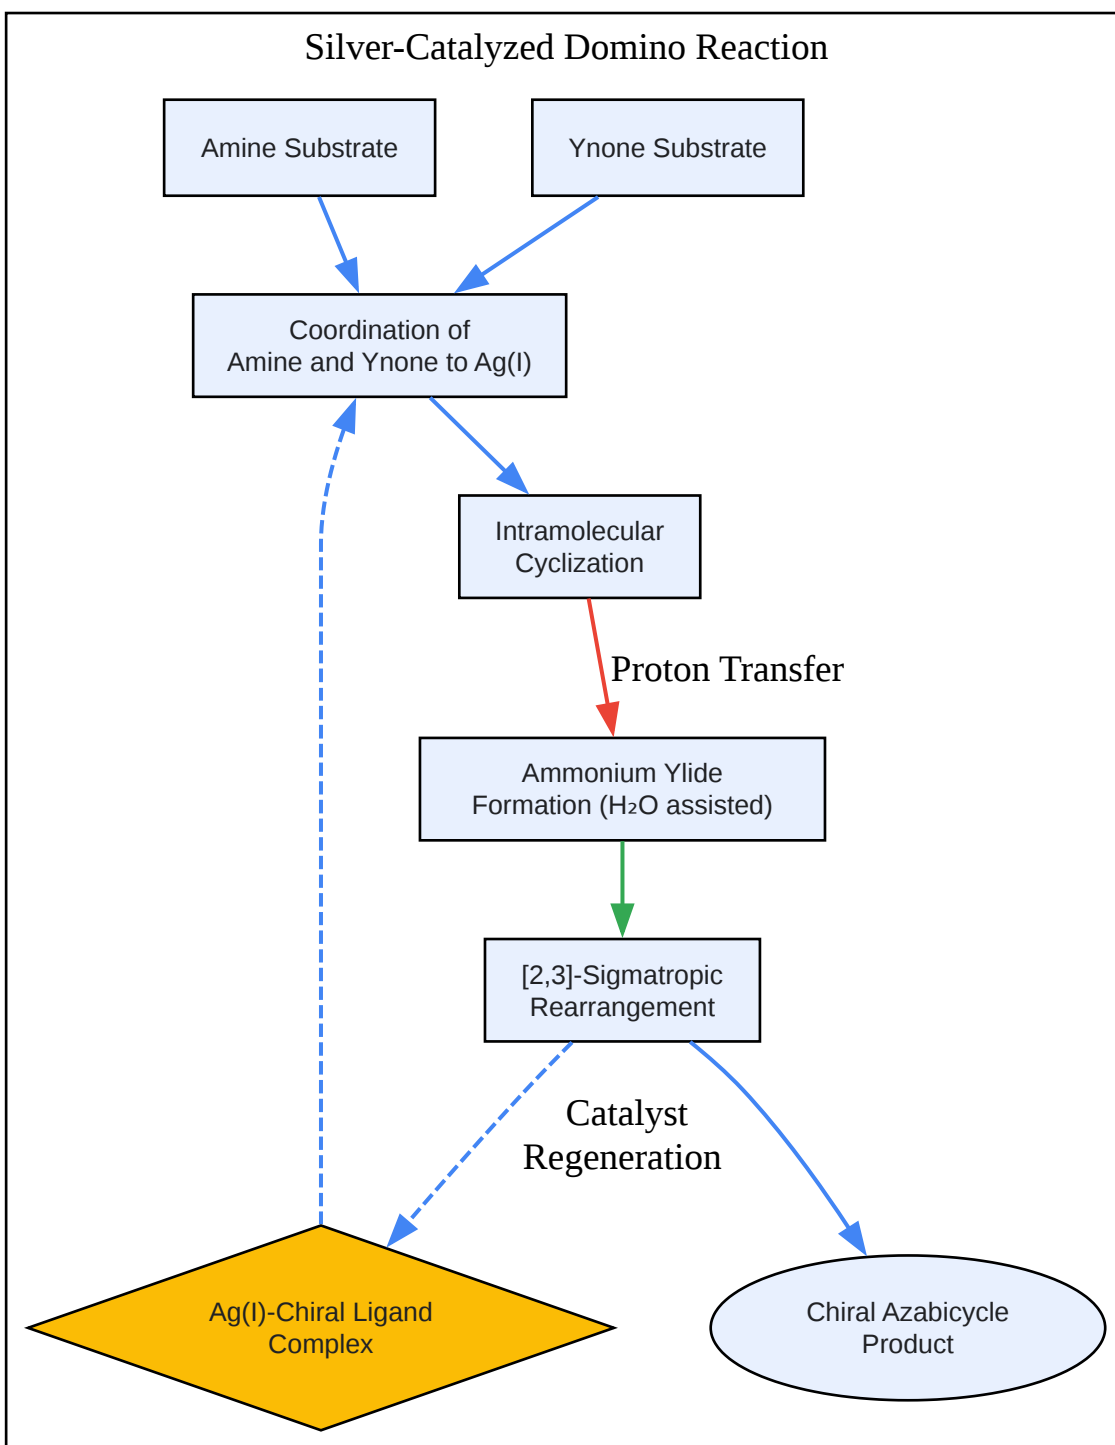 Silver-Catalyzed Domino Reaction
Amine Substrate
Ynone Substrate
Coordination of
Amine and Ynone to Ag(I)
Intramolecular
Cyclization
Proton Transfer
Ammonium Ylide
Formation (H₂O assisted)
[2,3]-Sigmatropic
Rearrangement
Catalyst
Regeneration
Ag(I)-Chiral Ligand
Complex
Chiral Azabicycle
Product